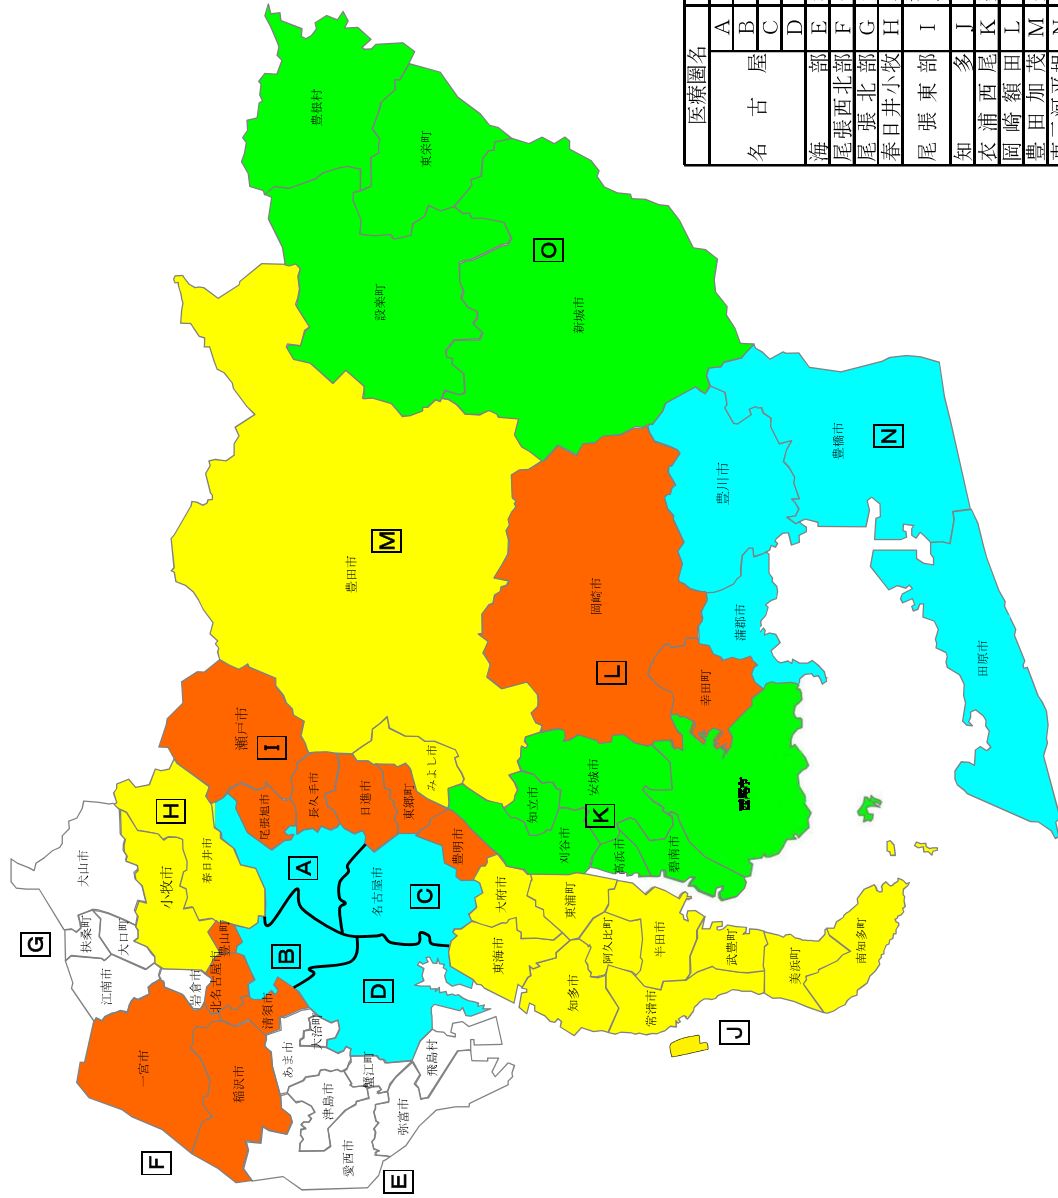 医療圏名
名古屋
A
B
C
D
海部 E
尾張西北部 F
尾張北部 G
春日井小牧 H
尾張東部 I
知多 J
衣浦西尾 K
岡崎額田 L
豊田加茂 M
N
G
犬山市
扶桑町
大口町
江南市
岩倉市
H
小牧市
春日井市
F
一宮市
稲沢市
北名古屋市
豊山町
清須市
E
あま市
大治町
津島市
愛西市
蟹江町
弥富市
飛島村
I
瀬戸市
尾張旭市
長久手市
日進市
東郷町
豊明市
A
B
C
D
名古屋市
M
豊田市
みよし市
J
大府市
東海市
東浦町
知多市
阿久比町
半田市
常滑市
武豊町
美浜町
南知多町
K
知立市
安城市
刈谷市
高浜市
碧南市
西尾市
L
岡崎市
幸田町
N
豊川市
豊橋市
蒲郡市
田原市
O
豊根村
東栄町
設楽町
新城市